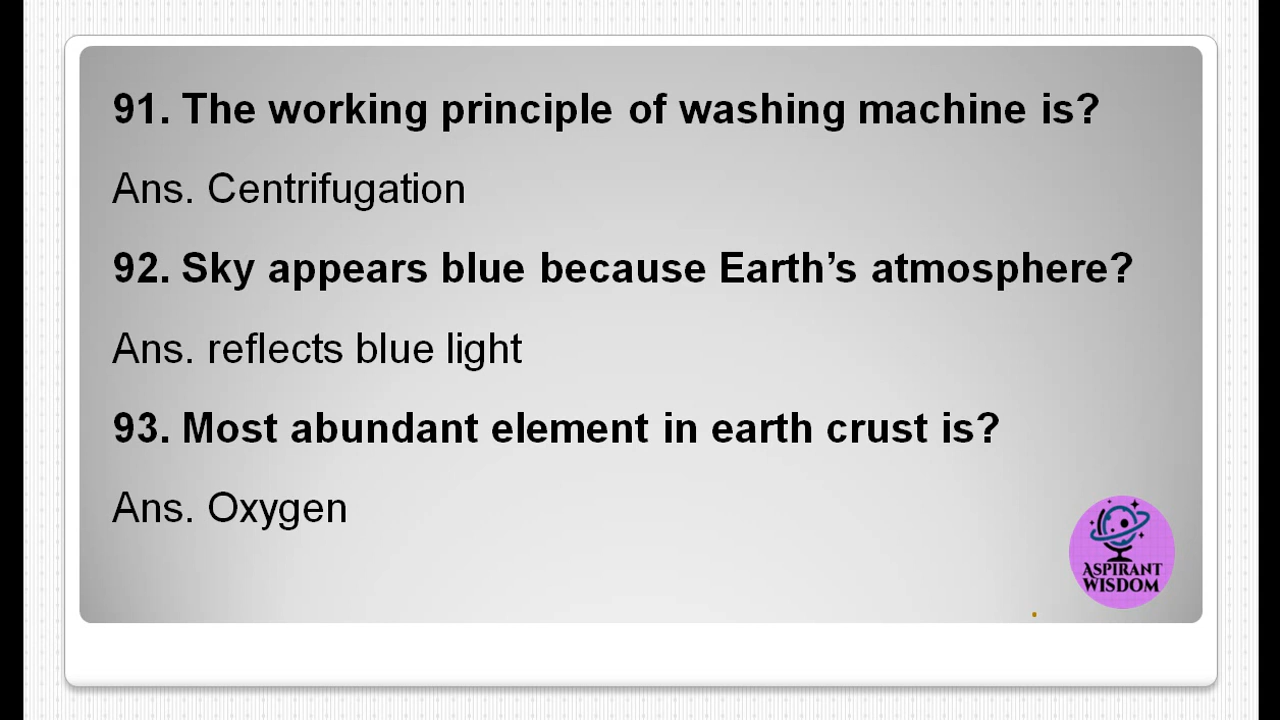 91. The working principle of washing machine is?
Ans. Centrifugation
92. Sky appears blue because Earth’s atmosphere?
Ans. reflects blue light
93. Most abundant element in earth crust is?
Ans. Oxygen
ASPIRANT
WISDOM